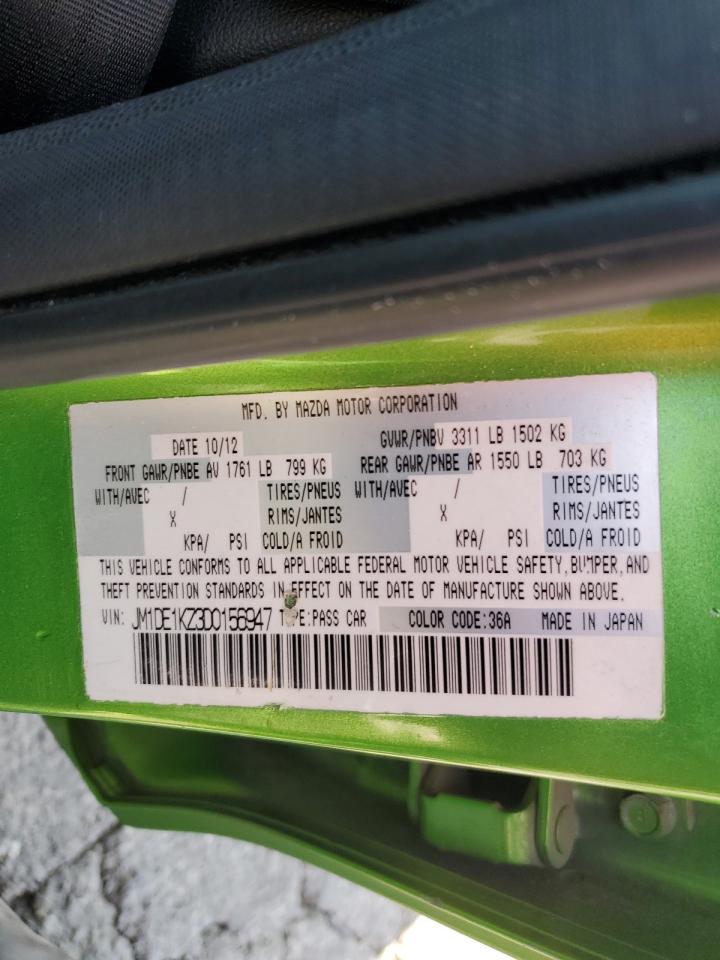 MFD. BY MAZDA MOTOR CORPORATION
DATE 10/12 GVWR/PNBV 3311 LB 1502 KG
FRONT GAWR/PNBE AV 1761 LB 799 KG REAR GAWR/PNBE AR 1550 LB 703 KG
WITH/AVEC / TIRES/PNEUS WITH/AVEC / TIRES/PNEUS
X RIMS/JANTES X RIMS/JANTES
KPA/ PSI COLD/A FROID KPA/ PSI COLD/A FROID
THIS VEHICLE CONFORMS TO ALL APPLICABLE FEDERAL MOTOR VEHICLE SAFETY,BUMPER,AND
THEFT PREVENTION STANDARDS IN EFFECT ON THE DATE OF MANUFACTURE SHOWN ABOVE.
VIN: JM1DE1KZ3D0156947 TYPE:PASS CAR COLOR CODE:36A MADE IN JAPAN